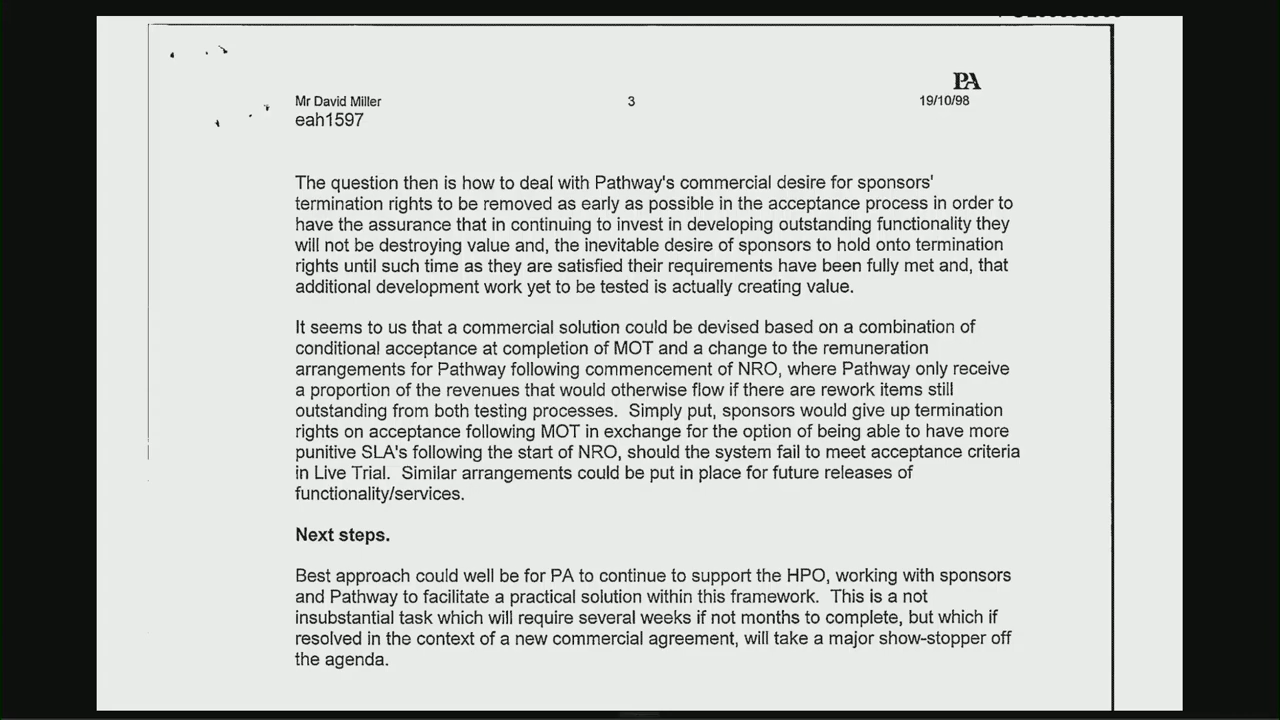 PA
Mr David Miller 3 19/10/98
eah1597
The question then is how to deal with Pathway's commercial desire for sponsors'
termination rights to be removed as early as possible in the acceptance process in order to
have the assurance that in continuing to invest in developing outstanding functionality they
will not be destroying value and, the inevitable desire of sponsors to hold onto termination
rights until such time as they are satisfied their requirements have been fully met and, that
additional development work yet to be tested is actually creating value.
It seems to us that a commercial solution could be devised based on a combination of
conditional acceptance at completion of MOT and a change to the remuneration
arrangements for Pathway following commencement of NRO, where Pathway only receive
a proportion of the revenues that would otherwise flow if there are rework items still
outstanding from both testing processes.  Simply put, sponsors would give up termination
rights on acceptance following MOT in exchange for the option of being able to have more
punitive SLA's following the start of NRO, should the system fail to meet acceptance criteria
in Live Trial.  Similar arrangements could be put in place for future releases of
functionality/services.
Next steps.
Best approach could well be for PA to continue to support the HPO, working with sponsors
and Pathway to facilitate a practical solution within this framework.  This is a not
insubstantial task which will require several weeks if not months to complete, but which if
resolved in the context of a new commercial agreement, will take a major show-stopper off
the agenda.